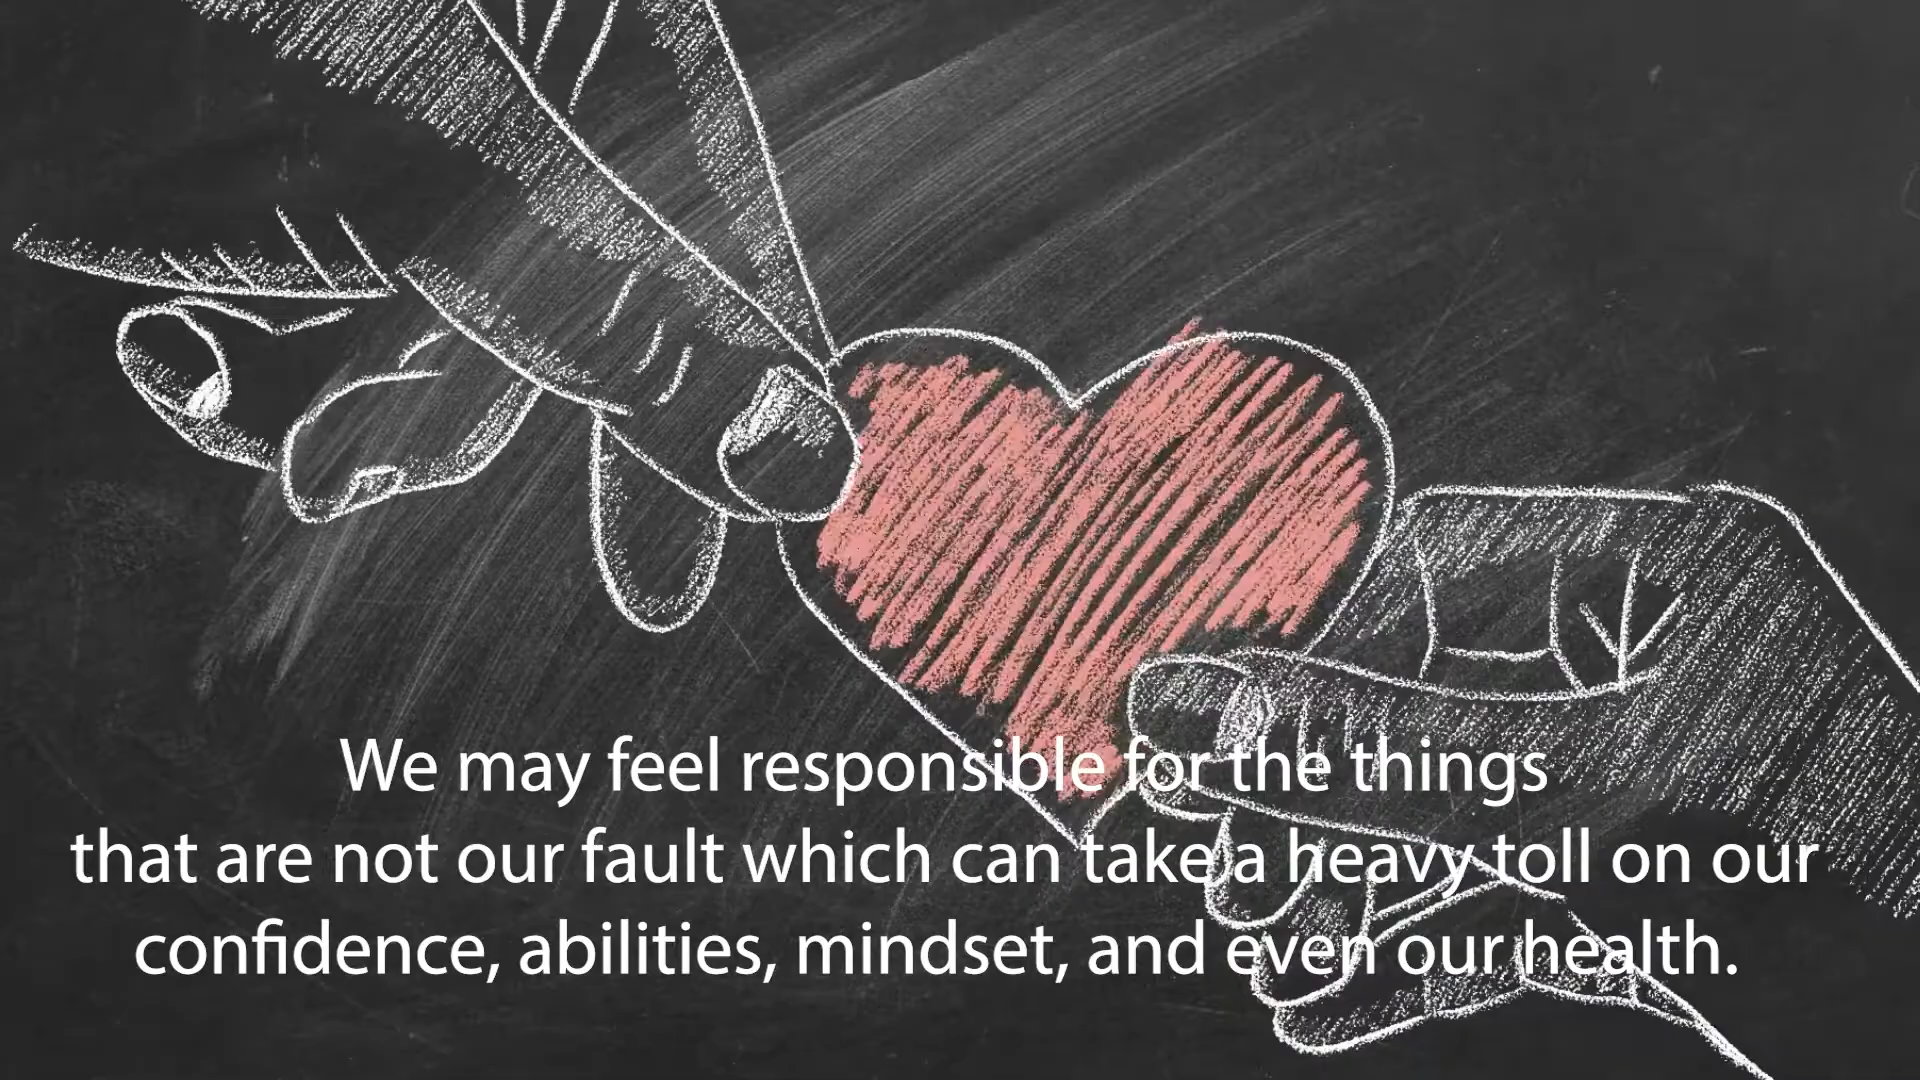 We may feel responsible for the things
that are not our fault which can take a heavy toll on our
confidence, abilities, mindset, and even our health.